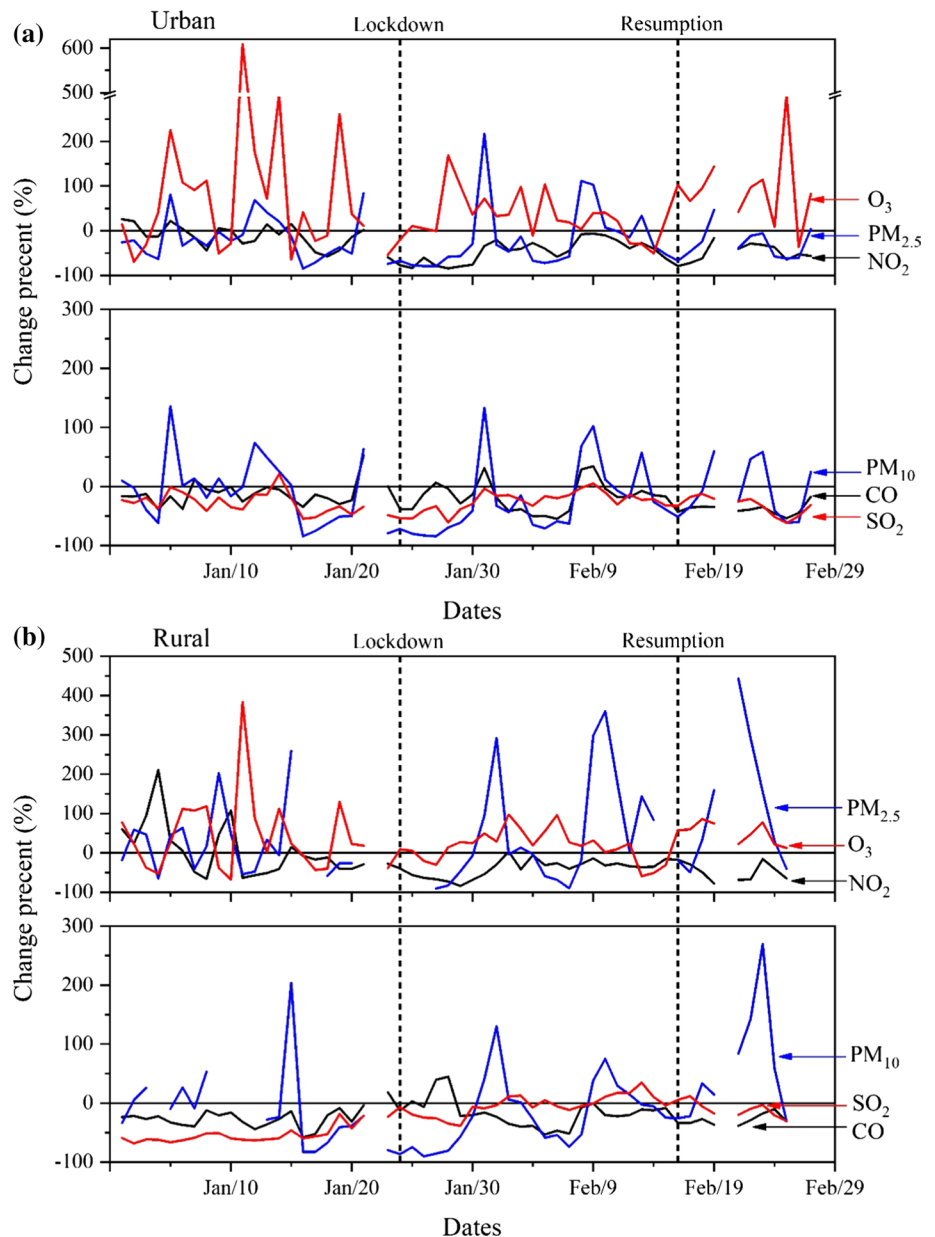 (a)
Urban
Lockdown
Resumption
600
500
200
100
0
-100
O3
PM2.5
NO2
300
200
100
0
-100
PM10
CO
SO2
Change precent (%)
Jan/10
Jan/20
Jan/30
Feb/9
Feb/19
Feb/29
Dates
(b)
Rural
Lockdown
Resumption
500
400
300
200
100
0
-100
PM2.5
O3
NO2
300
200
100
0
-100
PM10
SO2
CO
Change precent (%)
Jan/10
Jan/20
Jan/30
Feb/9
Feb/19
Feb/29
Dates